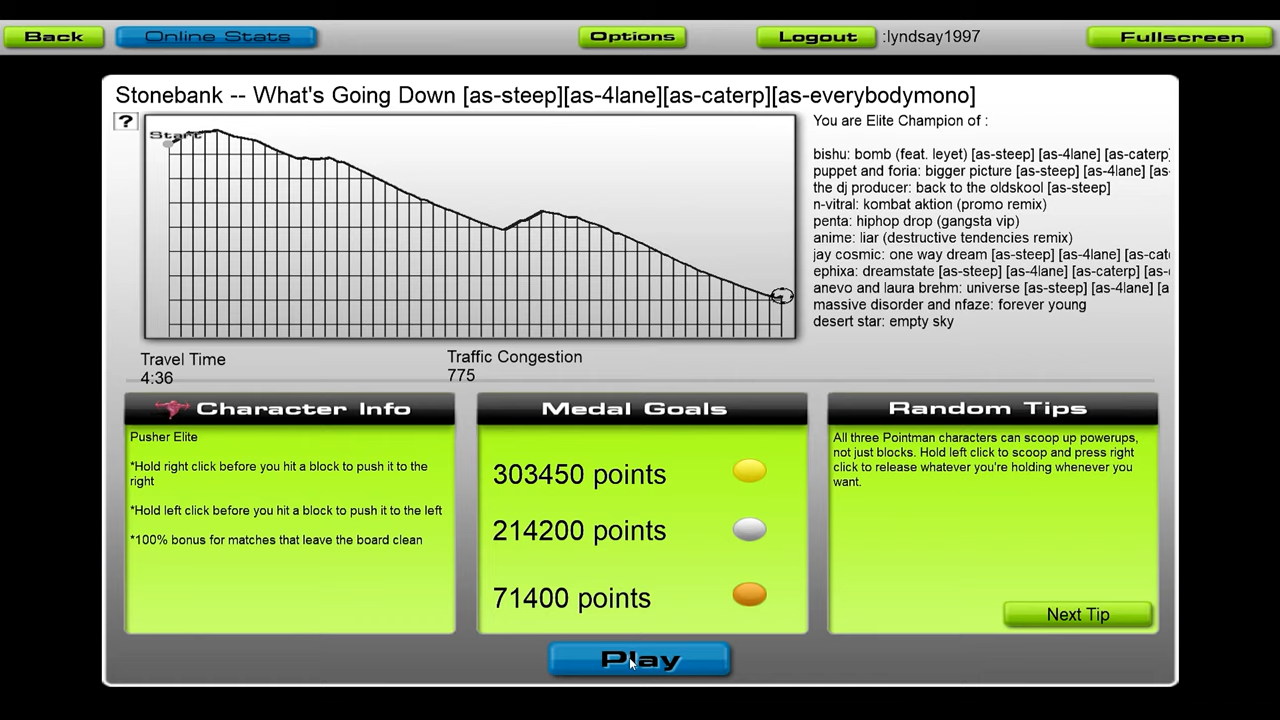 Back
Online Stats
Options
Logout
:lyndsay1997
Fullscreen
Stonebank -- What's Going Down [as-steep][as-4lane][as-caterp][as-everybodymono]
?
Start
You are Elite Champion of :
bishu: bomb (feat. leyet) [as-steep] [as-4lane] [as-caterp]
puppet and foria: bigger picture [as-steep] [as-4lane] [as-
the dj producer: back to the oldskool [as-steep]
n-vitral: kombat aktion (promo remix)
penta: hiphop drop (gangsta vip)
anime: liar (destructive tendencies remix)
jay cosmic: one way dream [as-steep] [as-4lane] [as-cat
ephixa: dreamstate [as-steep] [as-4lane] [as-caterp] [as-
anevo and laura brehm: universe [as-steep] [as-4lane] [a
massive disorder and nfaze: forever young
desert star: empty sky
Travel Time
4:36
Traffic Congestion
775
Character Info
Pusher Elite
*Hold right click before you hit a block to push it to the
right
*Hold left click before you hit a block to push it to the left
*100% bonus for matches that leave the board clean
Medal Goals
303450 points
214200 points
71400 points
Random Tips
All three Pointman characters can scoop up powerups,
not just blocks. Hold left click to scoop and press right
click to release whatever you're holding whenever you
want.
Next Tip
Play